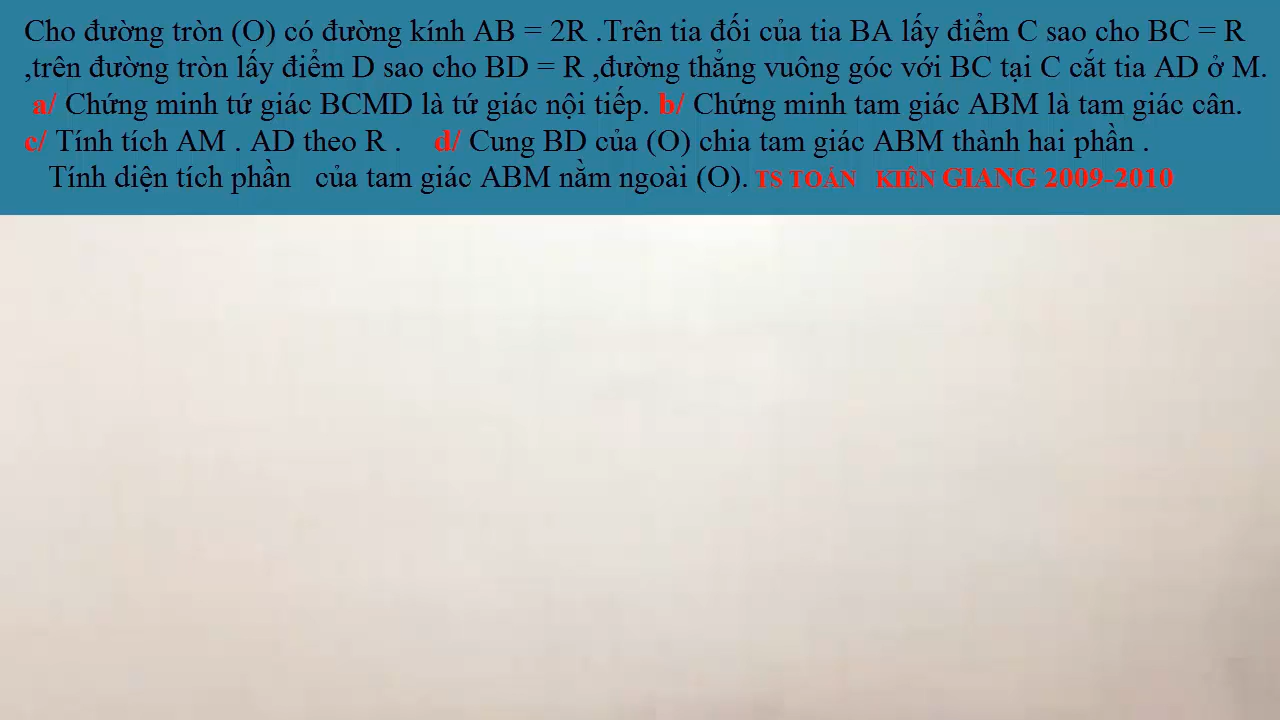 Cho đường tròn (O) có đường kính AB = 2R .Trên tia đối của tia BA lấy điểm C sao cho BC = R
,trên đường tròn lấy điểm D sao cho BD = R ,đường thẳng vuông góc với BC tại C cắt tia AD ở M.
a/ Chứng minh tứ giác BCMD là tứ giác nội tiếp. b/ Chứng minh tam giác ABM là tam giác cân.
c/ Tính tích AM . AD theo R . d/ Cung BD của (O) chia tam giác ABM thành hai phần .
Tính diện tích phần của tam giác ABM nằm ngoài (O). TS TOÁN KIÊN GIANG 2009-2010